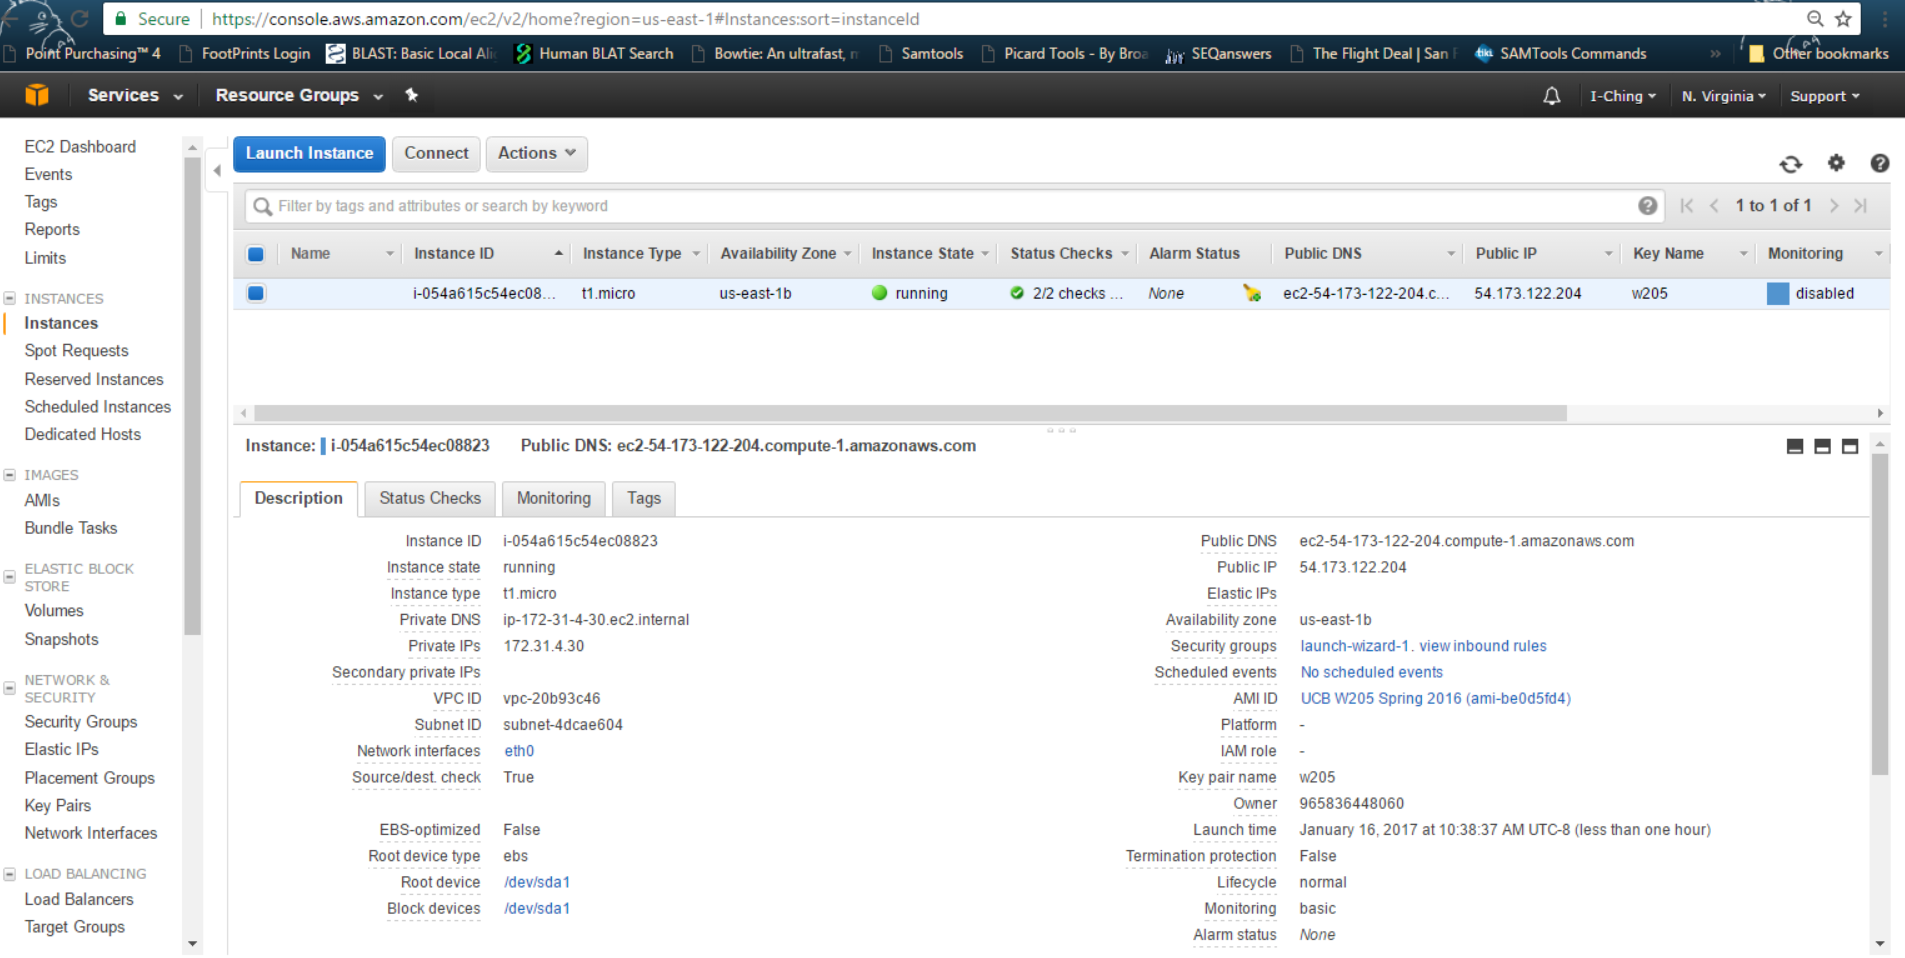 Secure https://console.aws.amazon.com/ec2/v2/home?region=us-east-1#Instances:sort=instanceId
Point Purchasing™ 4 FootPrints Login BLAST: Basic Local Ali Human BLAT Search Bowtie: An ultrafast, Samtools Picard Tools - By Broa SEQanswers The Flight Deal | San SAMTools Commands » Other bookmarks
Services Resource Groups I-Ching N. Virginia Support
Launch Instance Connect Actions
Filter by tags and attributes or search by keyword 1 to 1 of 1
Name Instance ID Instance Type Availability Zone Instance State Status Checks Alarm Status Public DNS Public IP Key Name Monitoring
i-054a615c54ec08... t1.micro us-east-1b running 2/2 checks ... None ec2-54-173-122-204.c... 54.173.122.204 w205 disabled
EC2 Dashboard
Events
Tags
Reports
Limits
INSTANCES
Instances
Spot Requests
Reserved Instances
Scheduled Instances
Dedicated Hosts
IMAGES
AMIs
Bundle Tasks
ELASTIC BLOCK
STORE
Volumes
Snapshots
NETWORK &
SECURITY
Security Groups
Elastic IPs
Placement Groups
Key Pairs
Network Interfaces
LOAD BALANCING
Load Balancers
Target Groups
Instance: i-054a615c54ec08823 Public DNS: ec2-54-173-122-204.compute-1.amazonaws.com
Description Status Checks Monitoring Tags
Instance ID i-054a615c54ec08823
Instance state running
Instance type t1.micro
Private DNS ip-172-31-4-30.ec2.internal
Private IPs 172.31.4.30
Secondary private IPs
VPC ID vpc-20b93c46
Subnet ID subnet-4dcae604
Network interfaces eth0
Source/dest. check True
EBS-optimized False
Root device type ebs
Root device /dev/sda1
Block devices /dev/sda1
Public DNS ec2-54-173-122-204.compute-1.amazonaws.com
Public IP 54.173.122.204
Elastic IPs
Availability zone us-east-1b
Security groups launch-wizard-1. view inbound rules
Scheduled events No scheduled events
AMI ID UCB W205 Spring 2016 (ami-be0d5fd4)
Platform -
IAM role -
Key pair name w205
Owner 965836448060
Launch time January 16, 2017 at 10:38:37 AM UTC-8 (less than one hour)
Termination protection False
Lifecycle normal
Monitoring basic
Alarm status None